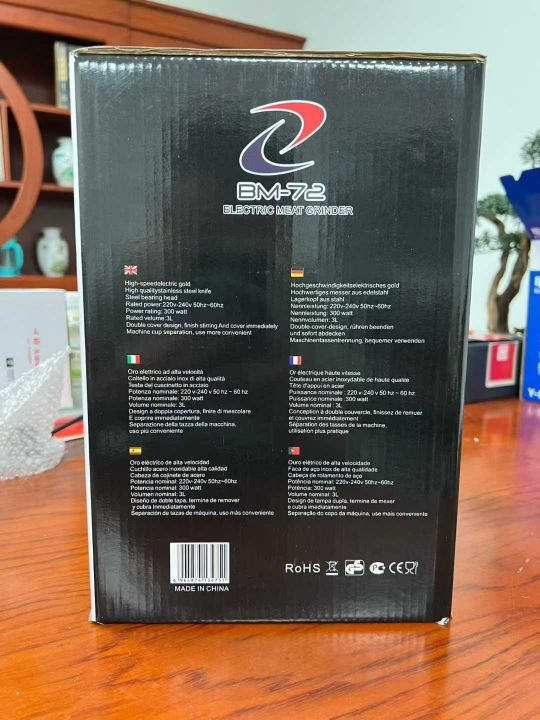 BM-72
ELECTRIC MEAT GRINDER
High-speedelectric gold
High qualitystainless steel knife
Steel bearing head
Rated power 220v-240v 50hz~60hz
Power rating: 300 watt
Rated volume:3L
Double cover design, finish stirring And cover immediately
Machine cup separation, use more convenient
Hochgeschwindigkeitselektrisches gold
Hochwertiges messer aus edelstahl
Lagerkopf aus stahl
Nennleistung: 220v-240v 50hz~60hz
Nennleistung: 300 watt
Nennvolumen: 3L
Double-cover-design, rühren beenden
und sofort abdecken
Maschinentassentrennung, bequemer verwenden
Oro elettrico ad alta velocità
Coltello in acciaio inox di alta qualità
Testa del cuscinetto in acciaio
Potenza nominale: 220 v-240 v 50 hz ~ 60 hz
Potenza nominale:300 watt
Volume nominale: 3L
Design a doppia copertura, finire di mescolare
E coprire immediatamente
Separazione della tazza della macchina,
uso più conveniente
Or électrique haute vitesse
Couteau en acier inoxydable de haute qualite
Tête d'appui en acier
Puissance nominale : 220 v-240 v 50 hz ~ 60 hz
Puissance nominale :300 watt
Volume nominal: 3L
Conception à double couvercle, finissez de remuer
et couvrez immédiatement
Séparation des tasses de la machine,
utilisation plus pratique
Oro eléctrico de alta velocidad
Cuchillo acero inoxidable alta calidad
Cabeza de cojinete de acero
Potencia nominal: 220v-240v 50hz~60hz
Potencia nominal: 300 watt
Volumen nominal: 3L
Diseño de doble tapa, termine de remover
y cubra Inmediatamente
Separación de tazas de máquina, uso más conveniente
Ouro elétrico de alta velocidade
Faca de aço inox de alta qualidade
Cabeça de rolamento de aço
Potência nominal: 220v-240v 50hz~60hz
Potência: 300 watt
Volume nominal: 3L
Design de tampa dupla, termine de mexer
e cubra imediatamente
Separação do copo da máquina, use mais conveniente
MADE IN CHINA
RoHS GS PC CE